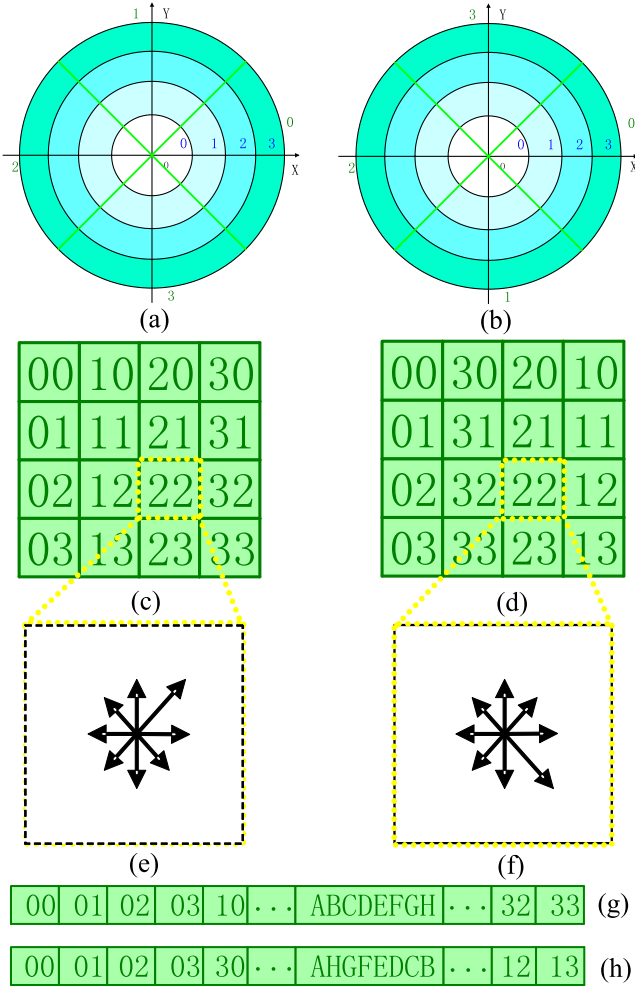 1 Y 3 Y
0 0
0 1 2 3 0 1 2 3
2 0 X 2 0 X
3 1
(a) (b)
00 10 20 30 00 30 20 10
01 11 21 31 01 31 21 11
02 12 22 32 02 32 22 12
03 13 23 33 03 33 23 13
(c) (d)
(e) (f)
00 01 02 03 10 ... ABCDEFGH ... 32 33 (g)
00 01 02 03 30 ... AHGFEDCB ... 12 13 (h)